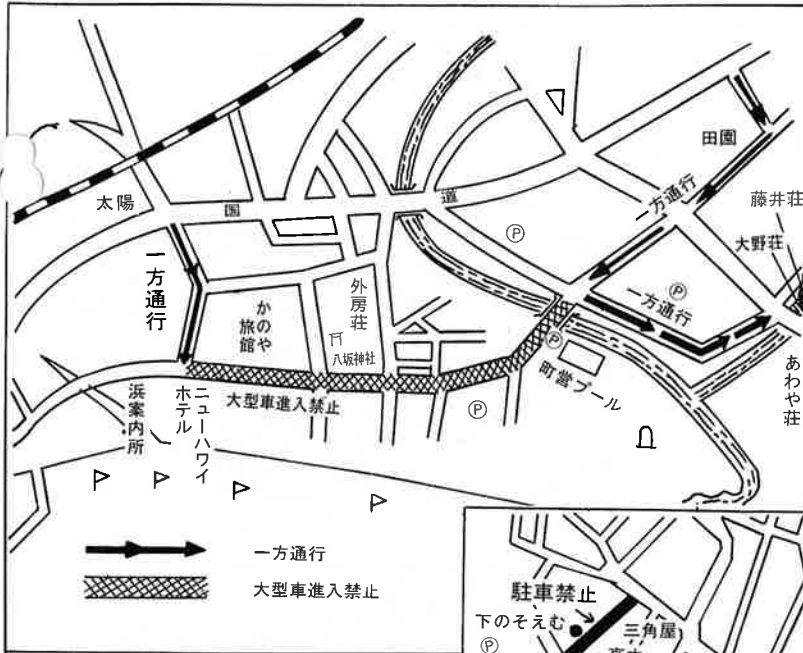 太陽
国
道
田園
一方通行
藤井荘
大野荘
P
一方通行
外房荘
かのや
旅館
八坂神社
P
一方通行
P
町営プール
あわや荘
大型車進入禁止
P
ニューハワイ
ホテル
浜案内所
一方通行
大型車進入禁止
駐車禁止
下のそえむ
三角屋
P